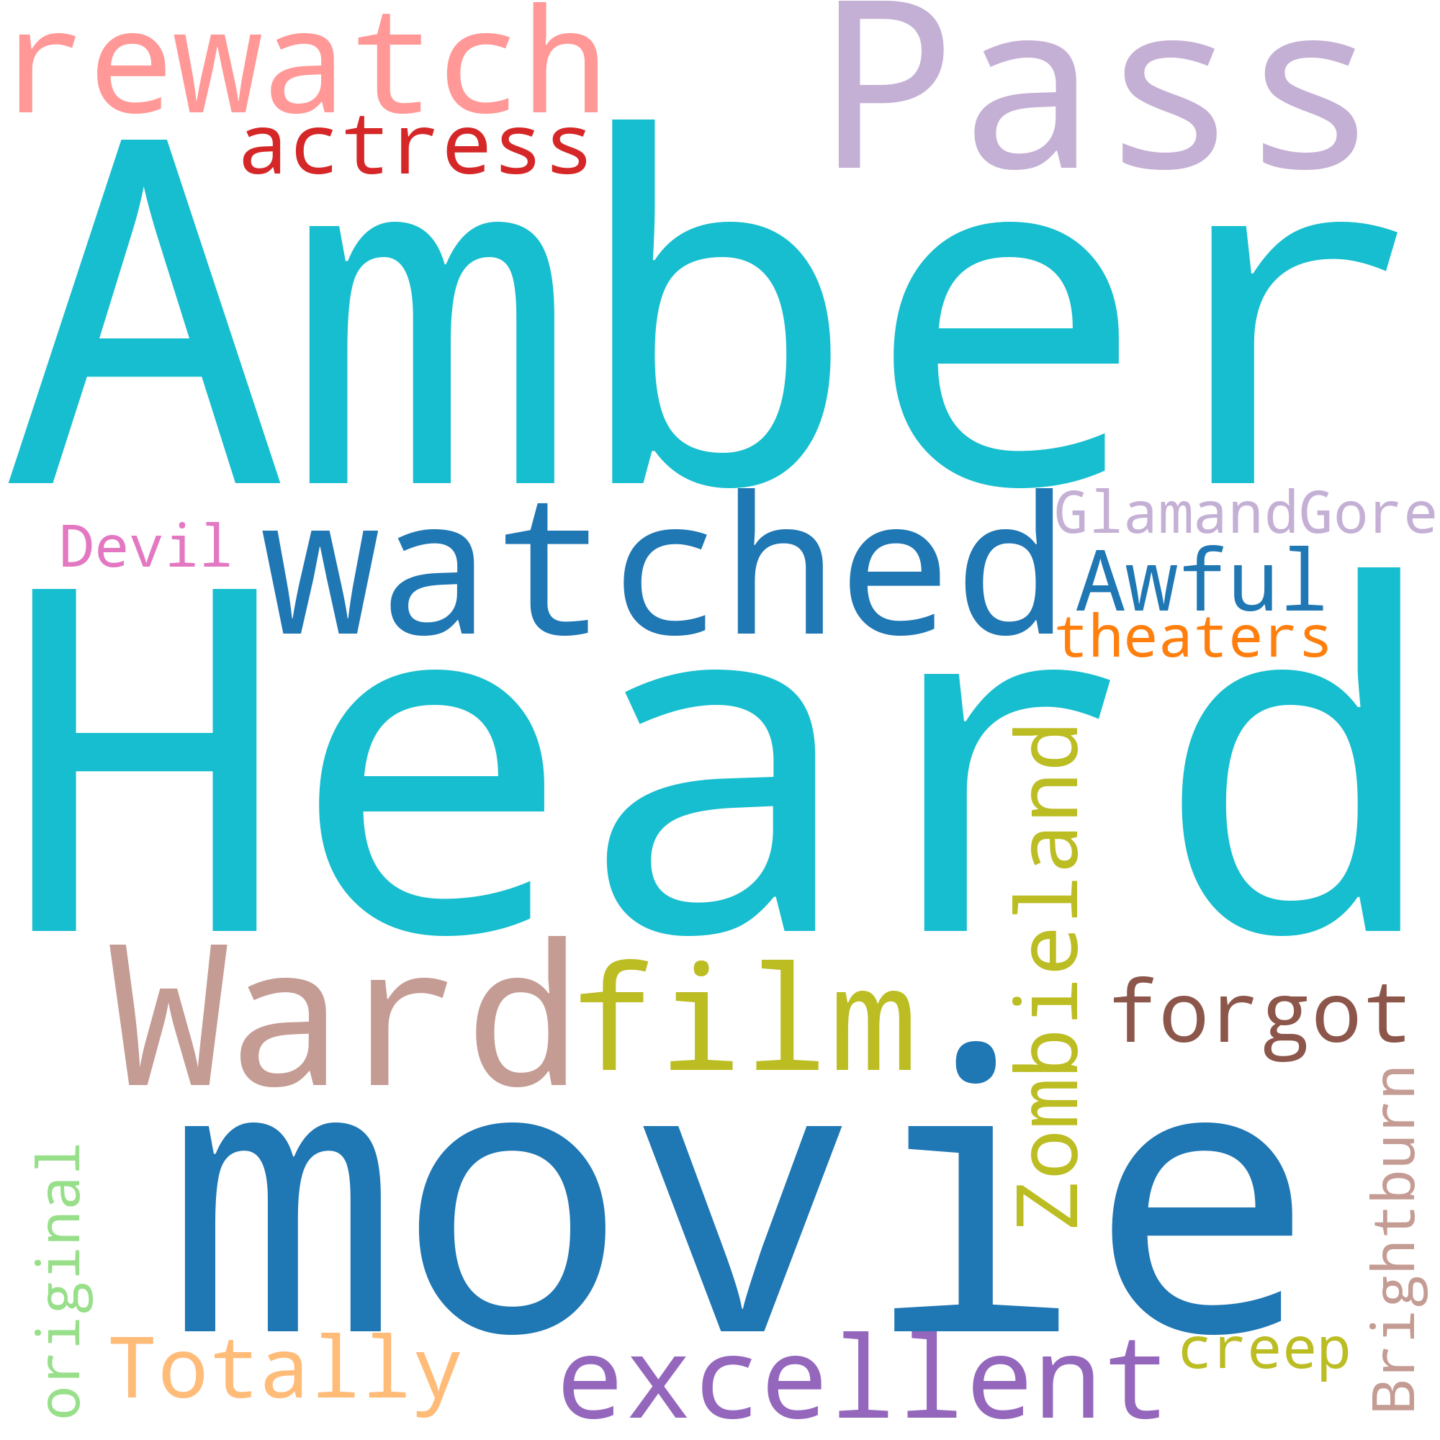 rewatch
Pass
actress
Amber
watched
GlamandGore
Devil
Awful
theaters
Heard
Zombieland
Ward
film
forgot
movie
Brightburn
original
Totally
excellent
creep